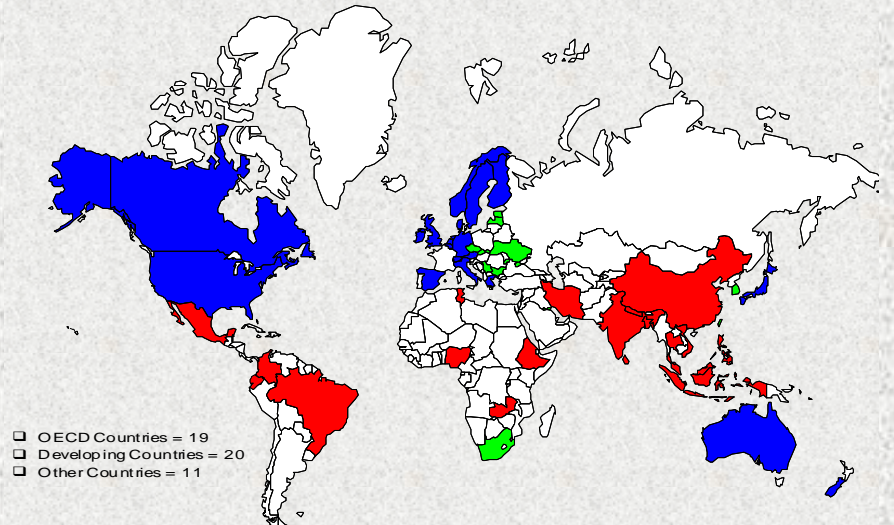 ❑ OECD Countries = 19
❑ Developing Countries = 20
❑ Other Countries = 11